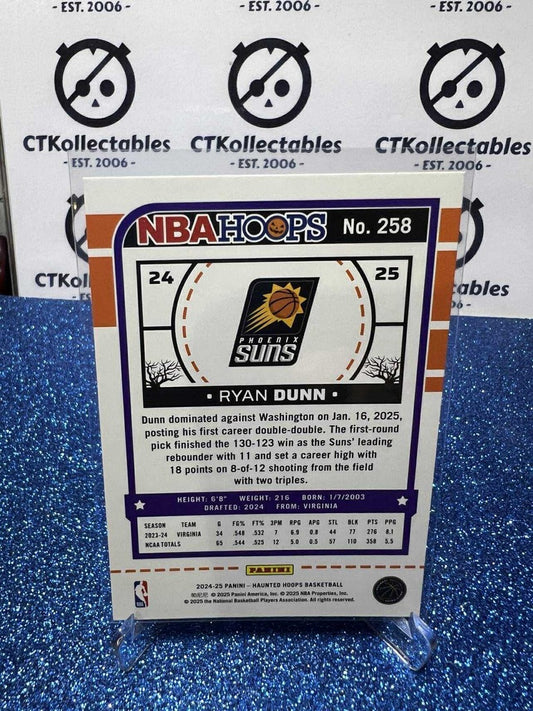 - EST. 2006 - - EST. 2006 - - EST. 2006 -
CTKollectables CTKollectables CTKollectables
- EST. 2006 - - EST. 2006 - - EST. 2006 -
NBA HOOPS No. 258
24 25
PHOENIX
SUNS
• RYAN DUNN •
Dunn dominated against Washington on Jan. 16, 2025,
posting his first career double-double. The first-round
pick finished the 130-123 win as the Suns' leading
rebounder with 11 and set a career high with
18 points on 8-of-12 shooting from the field
with two triples.
HEIGHT: 6'8" WEIGHT: 216 BORN: 1/7/2003
DRAFTED: 2024 FROM: VIRGINIA
SEASON TEAM G FG% FT% 3PM RPG APG STL BLK PTS PPG
2023-24 VIRGINIA 34 .548 .532 7 6.9 0.8 44 77 276 8.1
NCAA TOTALS 65 .544 .525 12 5.0 0.5 57 110 358 5.5
PANINI
2024-25 PANINI – HAUNTED HOOPS BASKETBALL
© 2025 Panini America, Inc. © 2025 NBA Properties, Inc.
© 2025 the National Basketball Players Association. All rights reserved.
NBA